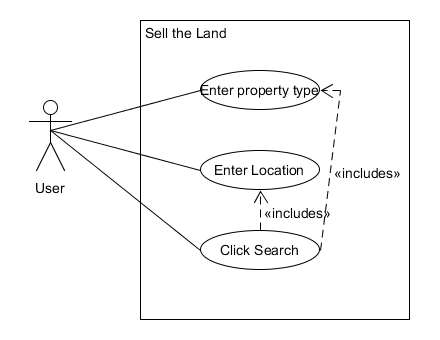 Sell the Land
Enter property type
«includes»
Enter Location
User
«includes»
Click Search